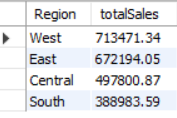 Region totalSales
West 713471.34
East 672194.05
Central 497800.87
South 388983.59